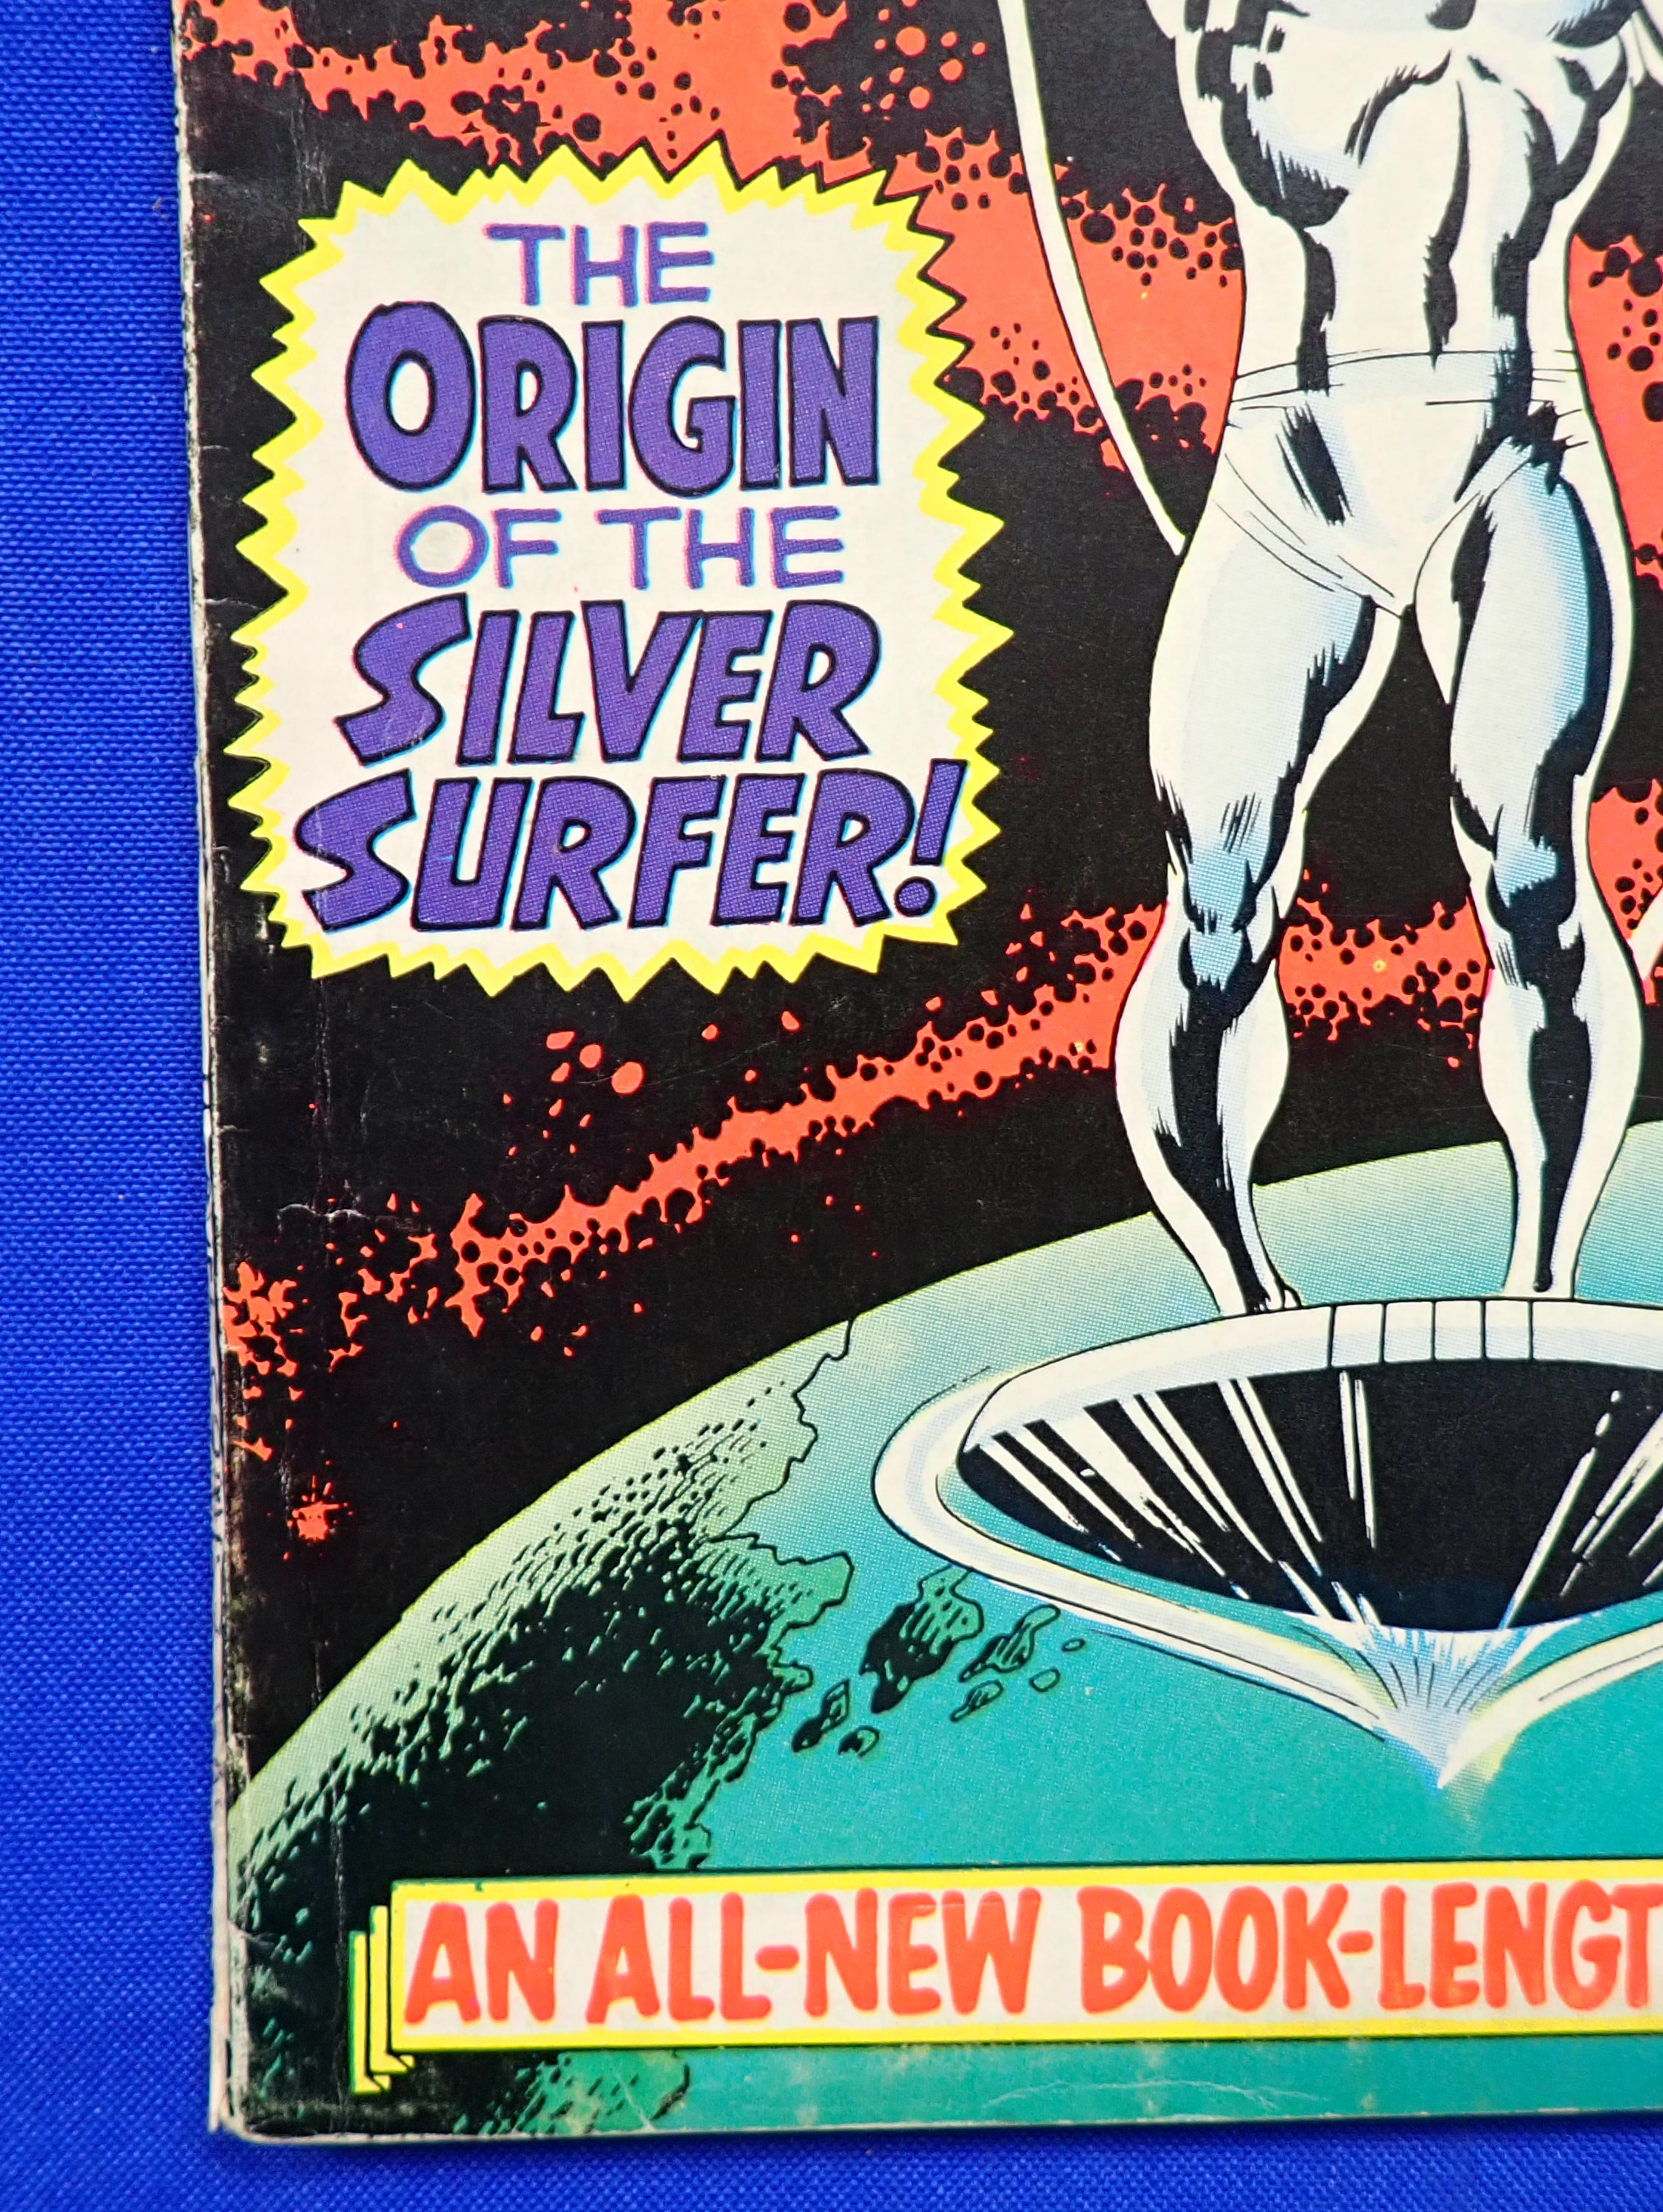 THE
ORIGIN
OF THE
SILVER
SURFER!
AN ALL-NEW BOOK-LENGT